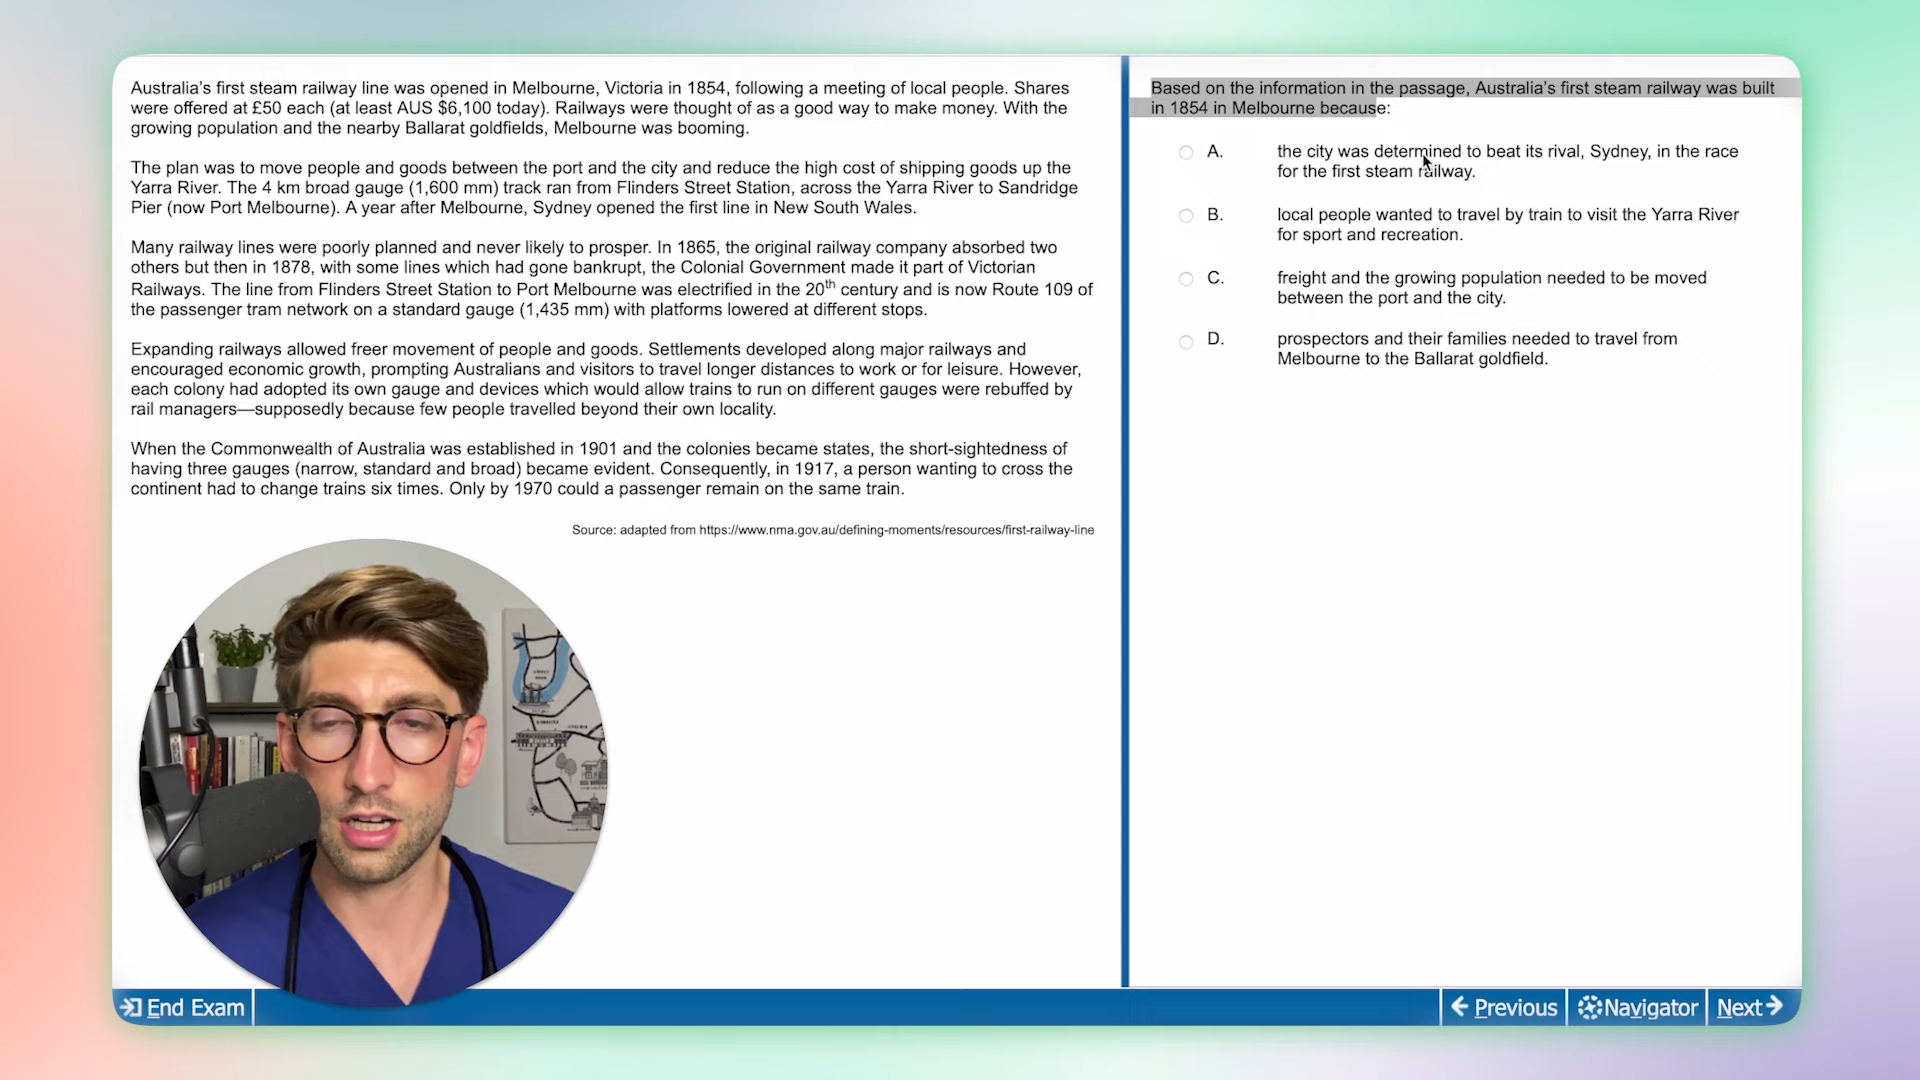 Australia's first steam railway line was opened in Melbourne, Victoria in 1854, following a meeting of local people. Shares
were offered at £50 each (at least AUS $6,100 today). Railways were thought of as a good way to make money. With the
growing population and the nearby Ballarat goldfields, Melbourne was booming.
The plan was to move people and goods between the port and the city and reduce the high cost of shipping goods up the
Yarra River. The 4 km broad gauge (1,600 mm) track ran from Flinders Street Station, across the Yarra River to Sandridge
Pier (now Port Melbourne). A year after Melbourne, Sydney opened the first line in New South Wales.
Many railway lines were poorly planned and never likely to prosper. In 1865, the original railway company absorbed two
others but then in 1878, with some lines which had gone bankrupt, the Colonial Government made it part of Victorian
Railways. The line from Flinders Street Station to Port Melbourne was electrified in the 20th century and is now Route 109 of
the passenger tram network on a standard gauge (1,435 mm) with platforms lowered at different stops.
Expanding railways allowed freer movement of people and goods. Settlements developed along major railways and
encouraged economic growth, prompting Australians and visitors to travel longer distances to work or for leisure. However,
each colony had adopted its own gauge and devices which would allow trains to run on different gauges were rebuffed by
rail managers—supposedly because few people travelled beyond their own locality.
When the Commonwealth of Australia was established in 1901 and the colonies became states, the short-sightedness of
having three gauges (narrow, standard and broad) became evident. Consequently, in 1917, a person wanting to cross the
continent had to change trains six times. Only by 1970 could a passenger remain on the same train.
Source: adapted from https://www.nma.gov.au/defining-moments/resources/first-railway-line
Based on the information in the passage, Australia's first steam railway was built
in 1854 in Melbourne because:
A. the city was determined to beat its rival, Sydney, in the race
for the first steam railway.
B. local people wanted to travel by train to visit the Yarra River
for sport and recreation.
C. freight and the growing population needed to be moved
between the port and the city.
D. prospectors and their families needed to travel from
Melbourne to the Ballarat goldfield.
End Exam
Previous
Navigator
Next